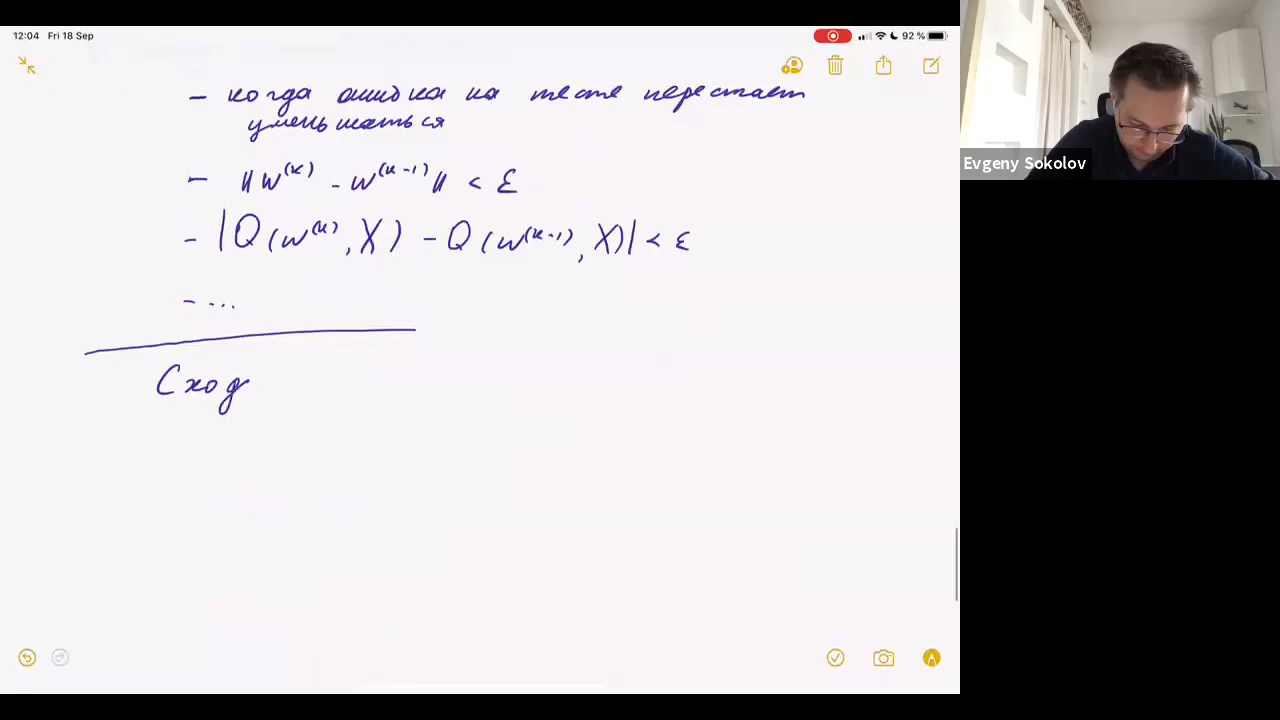 12:04 Fri 18 Sep 92 %
- когда ошибка на тесте перестает
уменьшаться
- ||w^(k) - w^(k-1)|| < ε
- |Q(w^(k), X) - Q(w^(k-1), X)| < ε
- ...
Сход
Evgeny Sokolov